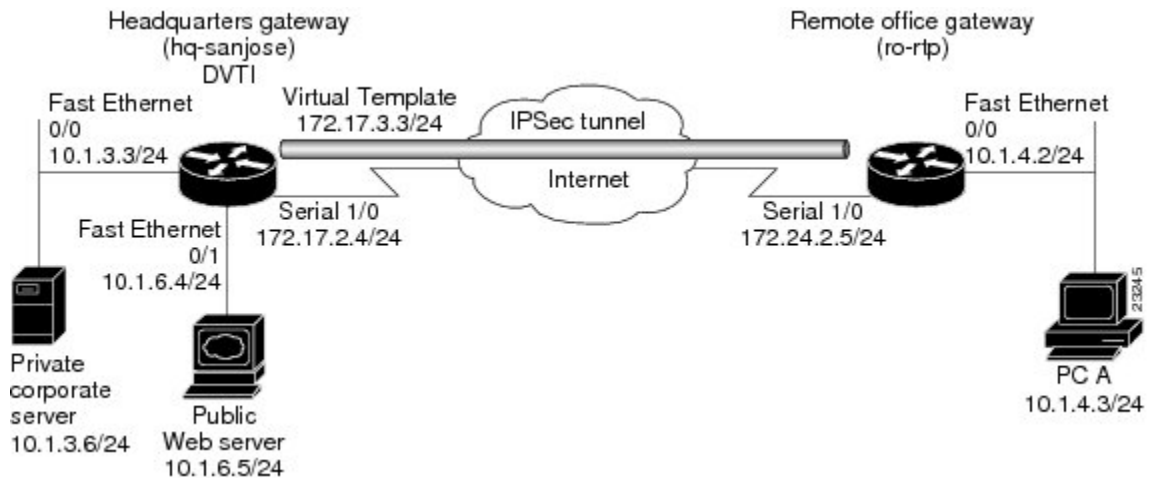 Headquarters gateway
(hq-sanjose)
DVTI
Remote office gateway
(ro-rtp)
Fast Ethernet
0/0
10.1.3.3/24
Virtual Template
172.17.3.3/24
IPSec tunnel
Internet
Fast Ethernet
0/0
10.1.4.2/24
Serial 1/0
172.17.2.4/24
Serial 1/0
172.24.2.5/24
Fast Ethernet
0/1
10.1.6.4/24
Private
corporate
server
10.1.3.6/24
Public
Web server
10.1.6.5/24
PC A
10.1.4.3/24
23245